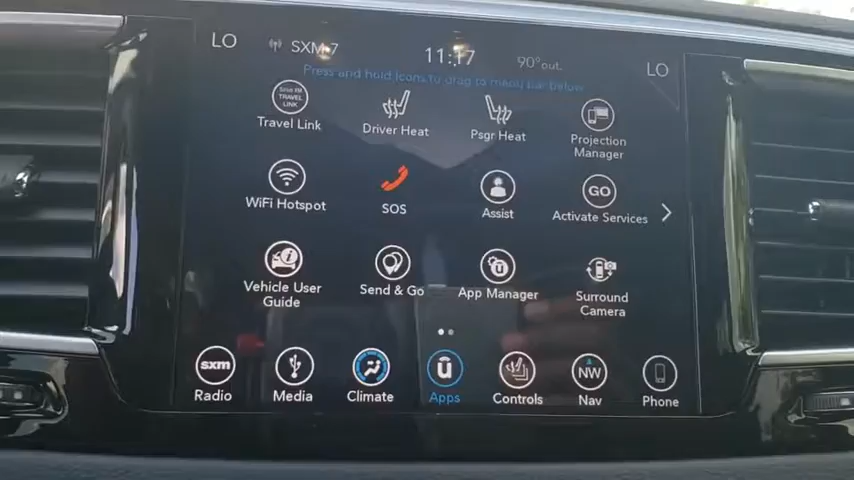 LO
SXM 7
11:17
90°out.
LO
Press and hold icons to drag to menu bar below
SiriusXM
TRAVEL
LINK
Travel Link
Driver Heat
Psgr Heat
Projection
Manager
WiFi Hotspot
SOS
Assist
GO
Activate Services
Vehicle User
Guide
Send & Go
App Manager
Surround
Camera
sxm
Radio
Media
Climate
Apps
Controls
NW
Nav
Phone